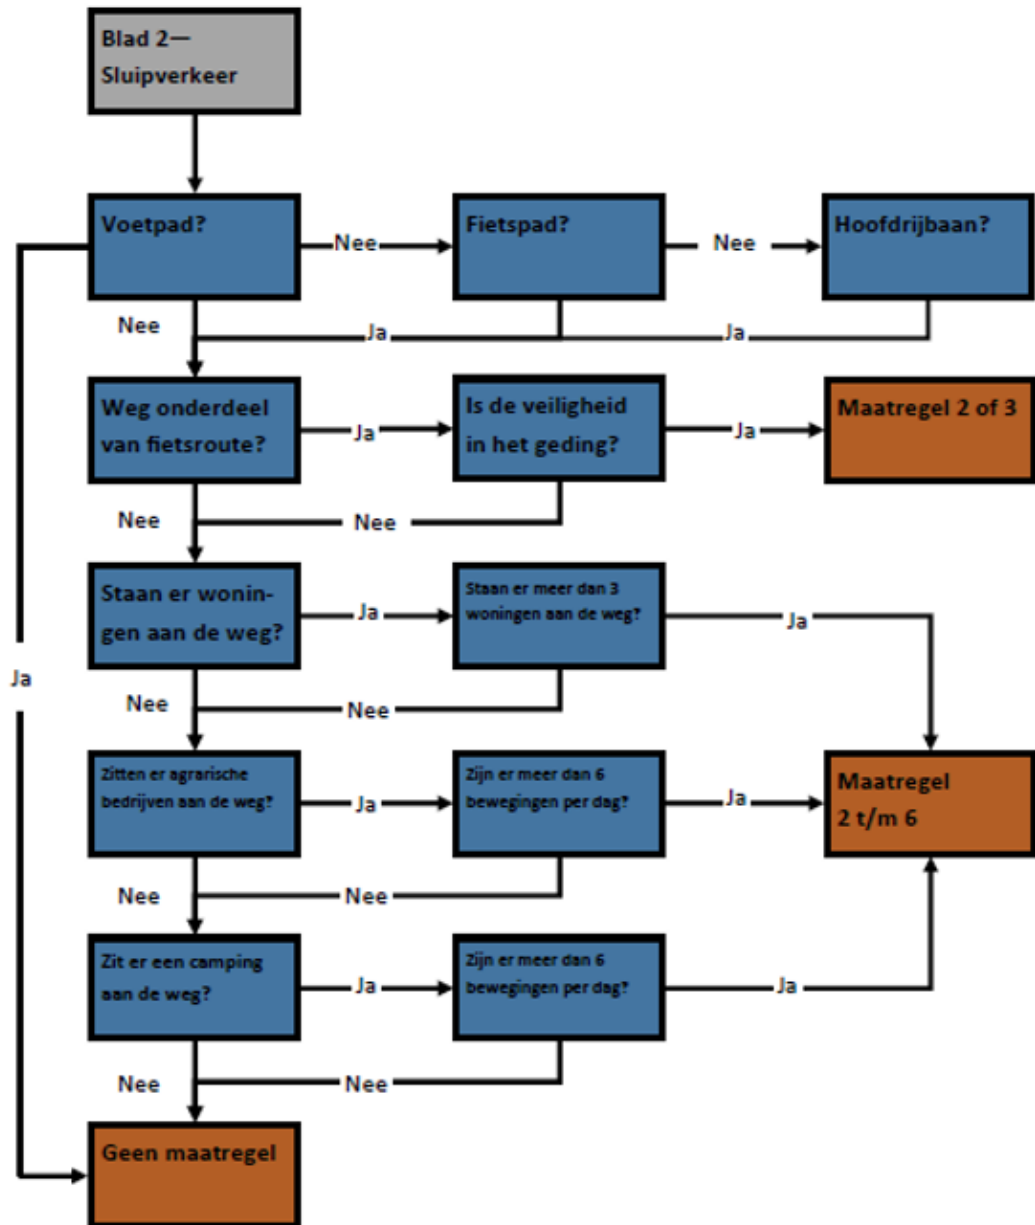 Blad 2—
Sluipverkeer
Voetpad?
Nee
Fietspad?
Nee
Hoofdrijbaan?
Nee
Ja
Ja
Weg onderdeel
van fietsroute?
Ja
Is de veiligheid
in het geding?
Ja
Maatregel 2 of 3
Nee
Nee
Staan er wonin-
gen aan de weg?
Ja
Staan er meer dan 3
woningen aan de weg?
Ja
Ja
Nee
Nee
Zitten er agrarische
bedrijven aan de weg?
Ja
Zijn er meer dan 6
bewegingen per dag?
Ja
Maatregel
2 t/m 6
Nee
Nee
Zit er een camping
aan de weg?
Ja
Zijn er meer dan 6
bewegingen per dag?
Ja
Nee
Nee
Geen maatregel